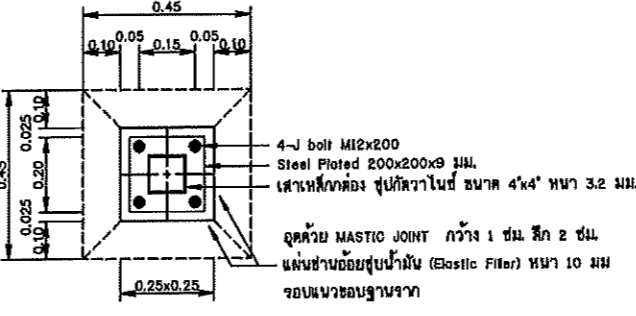 0.45
0.10 0.05 0.15 0.05 0.10
0.45
0.10
0.025
0.20
0.025
0.10
4-J bolt M12x200
Steel Plated 200x200x9 มม.
เสาเหล็กกล่อง ชุปกัลวาไนซ์ ขนาด 4"x4" หนา 3.2 มม.
อุดด้วย MASTIC JOINT กว้าง 1 ซม. ลึก 2 ซม.
แผ่นชานอ้อยชุบน้ำมัน (Elastic Filler) หนา 10 มม
รอบแนวขอบฐานราก
0.25x0.25